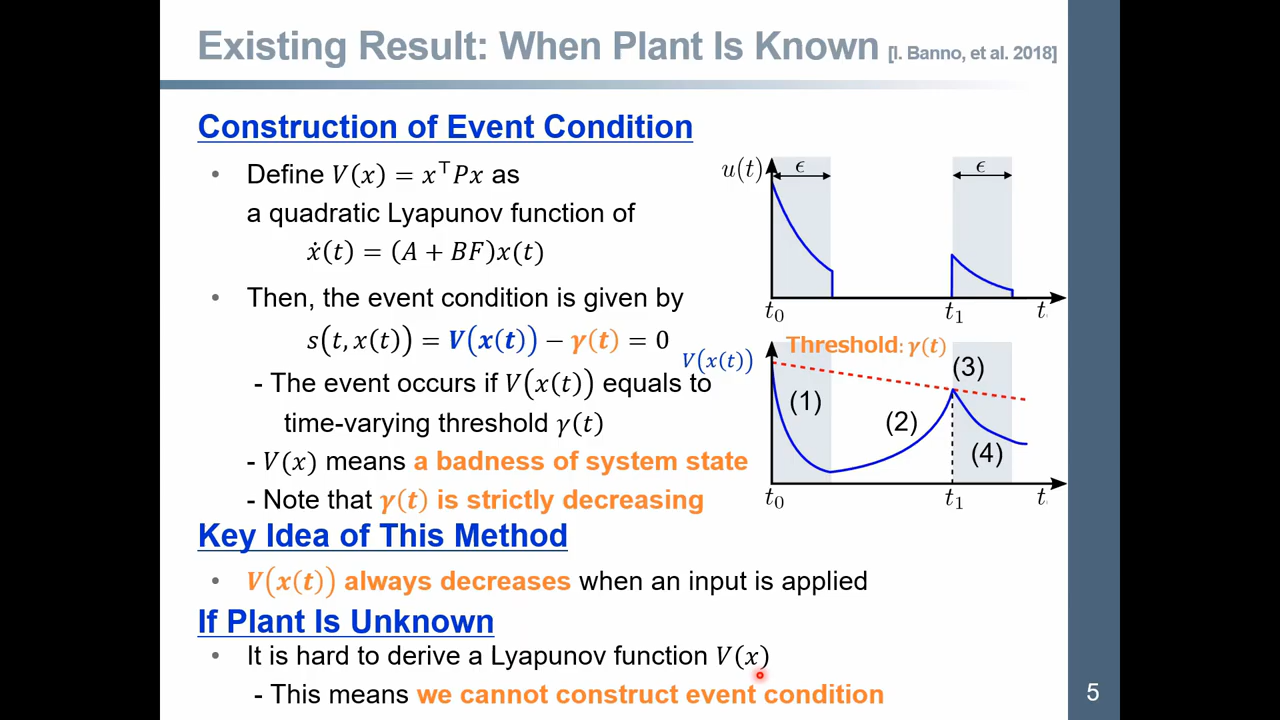 Existing Result: When Plant Is Known [I. Banno, et al. 2018]
Construction of Event Condition
• Define V(x) = x⊤Px as
a quadratic Lyapunov function of
ẋ(t) = (A + BF)x(t)
• Then, the event condition is given by
s(t, x(t)) = V(x(t)) − γ(t) = 0
- The event occurs if V(x(t)) equals to
time-varying threshold γ(t)
- V(x) means a badness of system state
- Note that γ(t) is strictly decreasing
u(t)
ϵ
ϵ
t₀
t₁
t
V(x(t))
Threshold: γ(t)
(1)
(2)
(3)
(4)
t₀
t₁
t
Key Idea of This Method
• V(x(t)) always decreases when an input is applied
If Plant Is Unknown
• It is hard to derive a Lyapunov function V(x)
- This means we cannot construct event condition
5